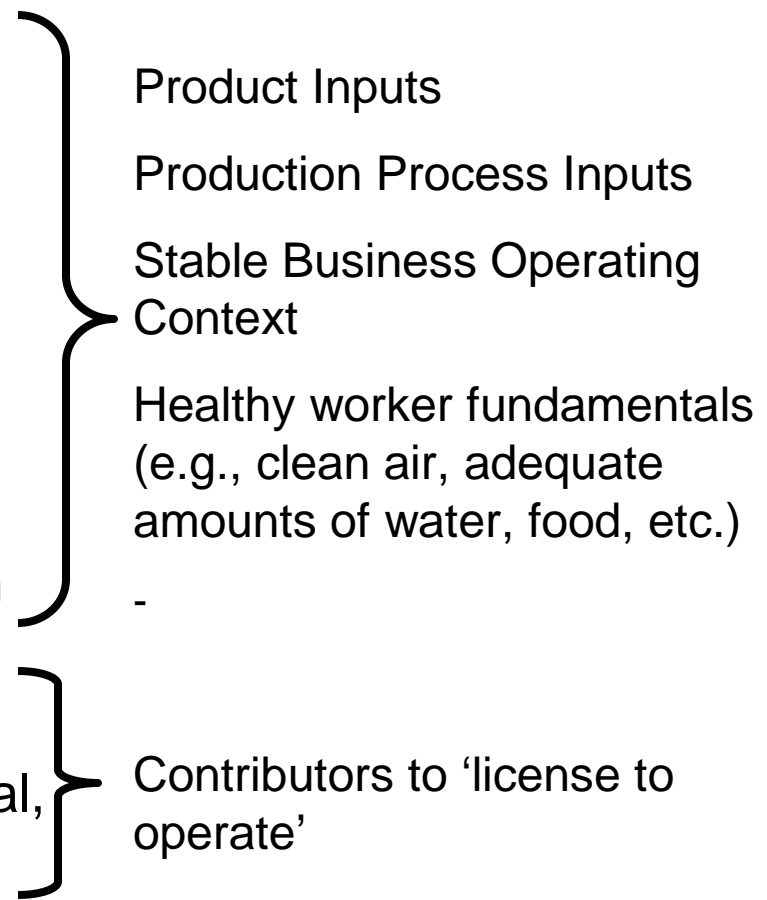 Product Inputs
Production Process Inputs
Stable Business Operating
Context
Healthy worker fundamentals
(e.g., clean air, adequate
amounts of water, food, etc.)
-
al,
Contributors to ‘license to
operate’